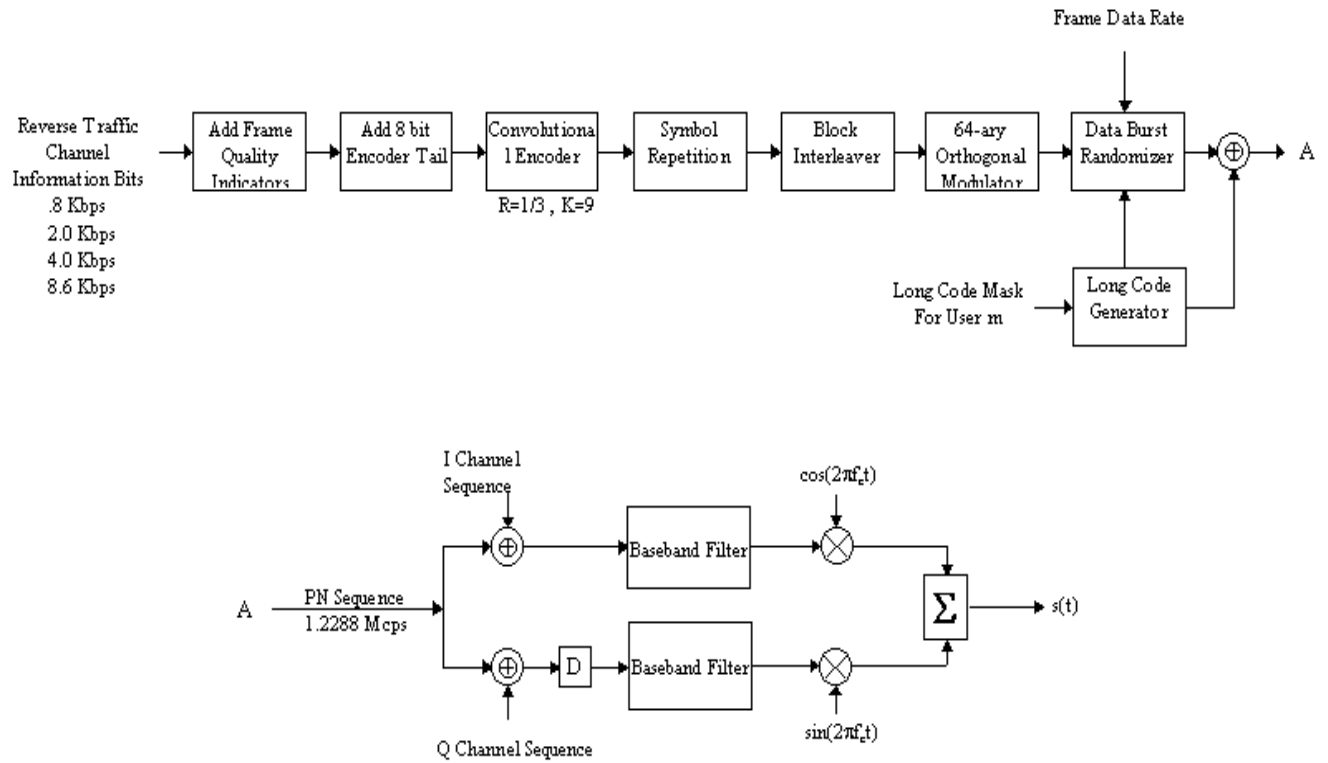 Frame Data Rate
Reverse Traffic
Channel
Information Bits
.8 Kbps
2.0 Kbps
4.0 Kbps
8.6 Kbps
Add Frame
Quality
Indicators
Add 8 bit
Encoder Tail
Convolutiona
l Encoder
R=1/3 , K=9
Symbol
Repetition
Block
Interleaver
64-ary
Orthogonal
Modulator
Data Burst
Randomizer
⊕
A
Long Code Mask
For User m
Long Code
Generator
I Channel
Sequence
cos(2πf_ct)
⊕
Baseband Filter
A
PN Sequence
1.2288 Mcps
Σ
s(t)
⊕
D
Baseband Filter
Q Channel Sequence
sin(2πf_ct)